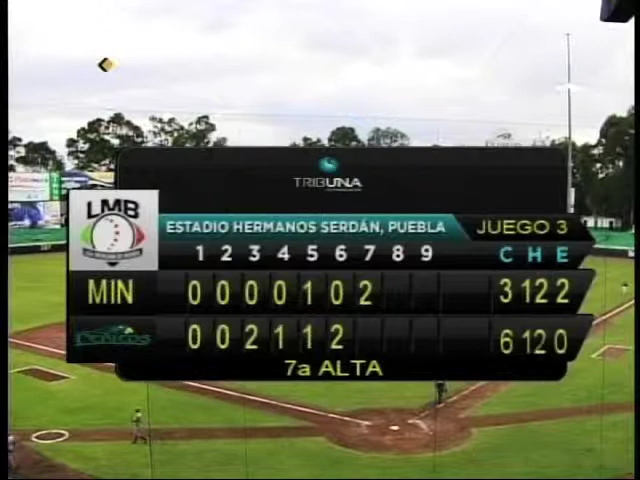 TRIBUNA
LMB
ESTADIO HERMANOS SERDÁN, PUEBLA JUEGO 3
1 2 3 4 5 6 7 8 9 C H E
MIN 0 0 0 0 1 0 2 3 12 2
PERICOS 0 0 2 1 1 2 6 12 0
7a ALTA